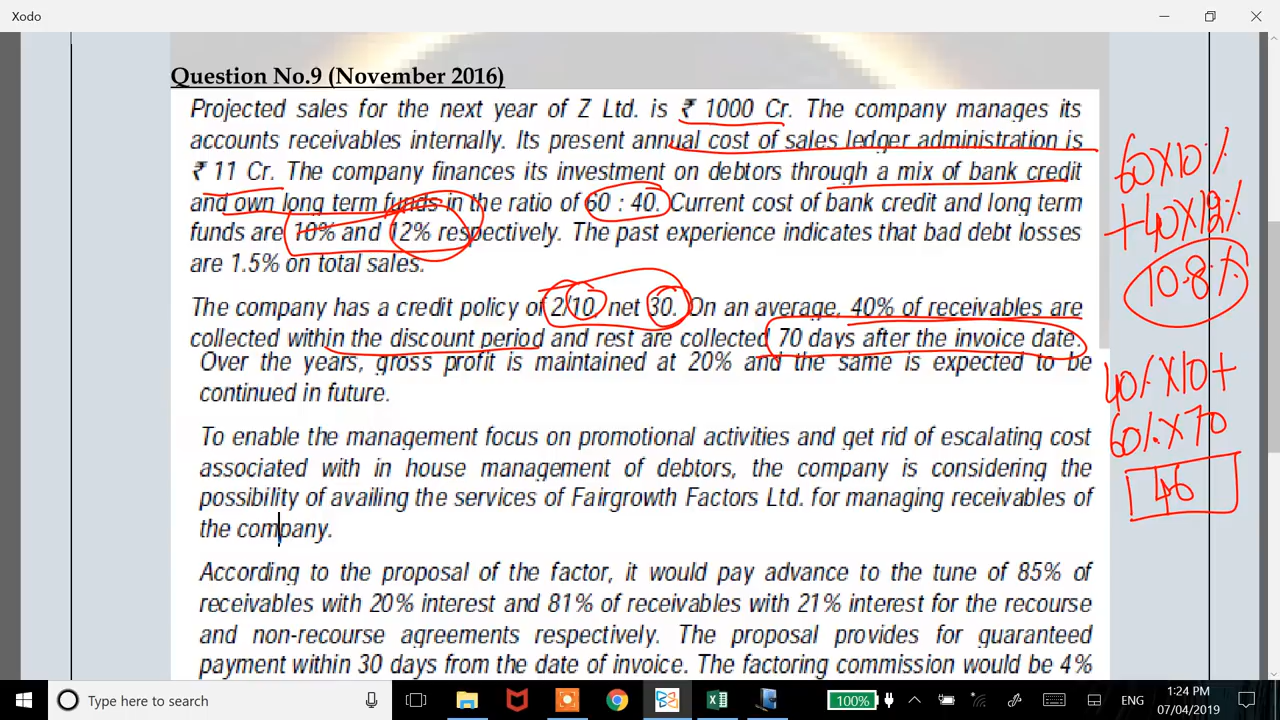 Xodo
Question No.9 (November 2016)
Projected sales for the next year of Z Ltd. is ₹ 1000 Cr. The company manages its
accounts receivables internally. Its present annual cost of sales ledger administration is
₹ 11 Cr. The company finances its investment on debtors through a mix of bank credit
and own long term funds in the ratio of 60 : 40. Current cost of bank credit and long term
funds are 10% and 12% respectively. The past experience indicates that bad debt losses
are 1.5% on total sales.
The company has a credit policy of 2/10, net 30. On an average, 40% of receivables are
collected within the discount period and rest are collected 70 days after the invoice date.
Over the years, gross profit is maintained at 20% and the same is expected to be
continued in future.
To enable the management focus on promotional activities and get rid of escalating cost
associated with in house management of debtors, the company is considering the
possibility of availing the services of Fairgrowth Factors Ltd. for managing receivables of
the company.
According to the proposal of the factor, it would pay advance to the tune of 85% of
receivables with 20% interest and 81% of receivables with 21% interest for the recourse
and non-recourse agreements respectively. The proposal provides for guaranteed
payment within 30 days from the date of invoice. The factoring commission would be 4%
60X10%
+40X12%
10.8%
40%X10+
60%X70
46
Type here to search
100%
ENG
1:24 PM
07/04/2019